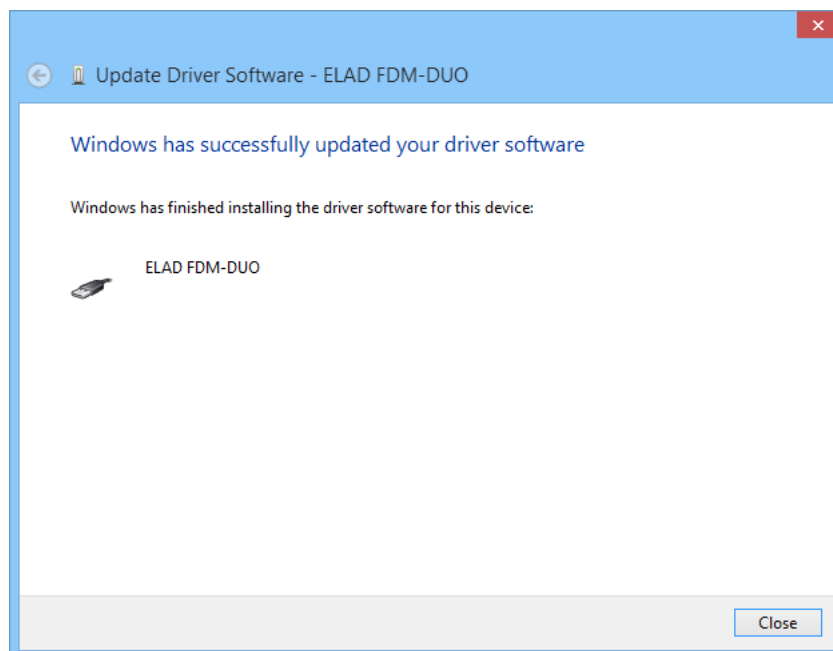 Update Driver Software - ELAD FDM-DUO
Windows has successfully updated your driver software
Windows has finished installing the driver software for this device:
ELAD FDM-DUO
Close